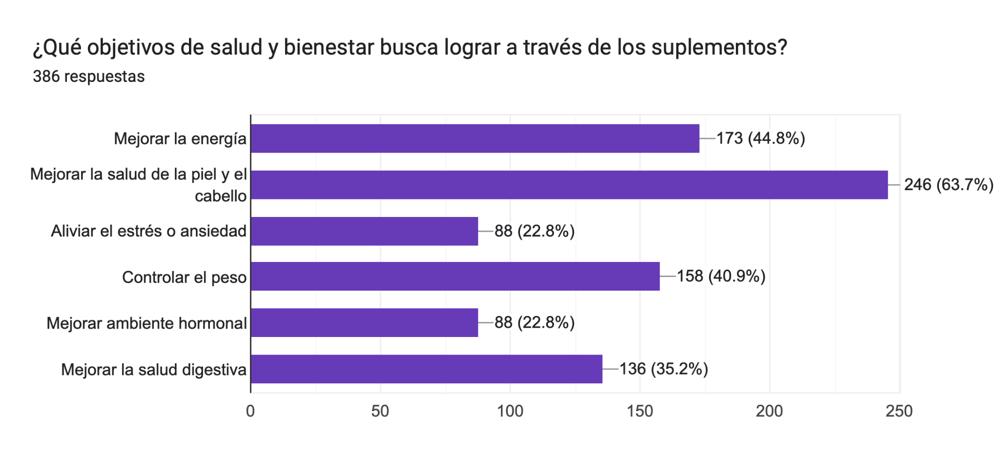 ¿Qué objetivos de salud y bienestar busca lograr a través de los suplementos?
386 respuestas
Mejorar la energía
173 (44.8%)
Mejorar la salud de la piel y el
cabello
246 (63.7%)
Aliviar el estrés o ansiedad
88 (22.8%)
Controlar el peso
158 (40.9%)
Mejorar ambiente hormonal
88 (22.8%)
Mejorar la salud digestiva
136 (35.2%)
0 50 100 150 200 250